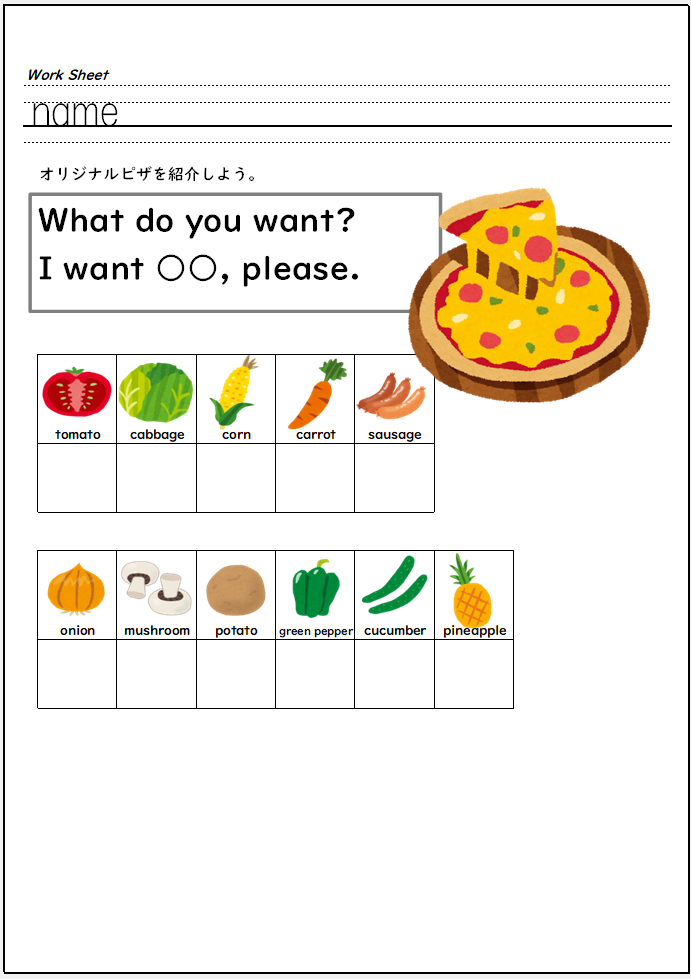 Work Sheet
name
オリジナルピザを紹介しよう。
What do you want?
I want 〇〇, please.
tomato cabbage corn carrot sausage
onion mushroom potato green pepper cucumber pineapple